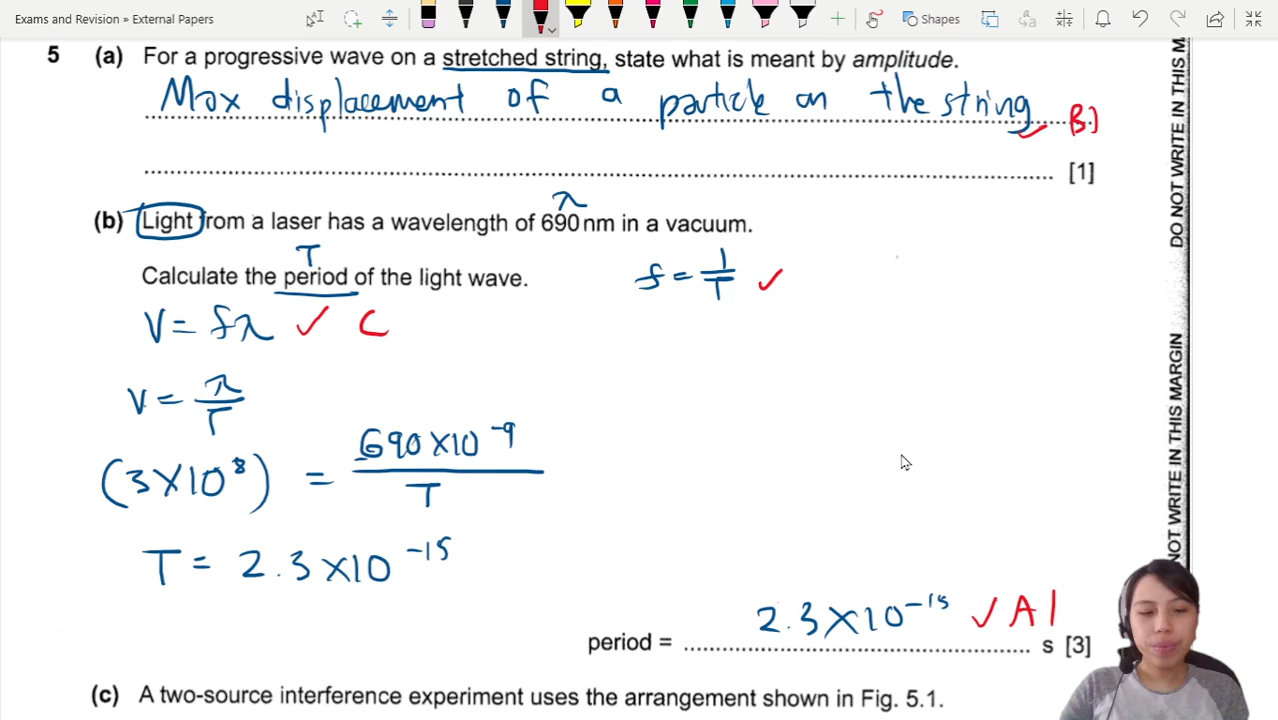 Exams and Revision » External Papers
Shapes
5 (a) For a progressive wave on a stretched string, state what is meant by amplitude.
Max displacement of a particle on the string B1
[1]
λ
(b) Light from a laser has a wavelength of 690 nm in a vacuum.
T
Calculate the period of the light wave. f = 1/T ✓
V = fλ ✓ C
V = λ/T
(3×10⁸) = 690×10⁻⁹/T
T = 2.3×10⁻¹⁵
2.3×10⁻¹⁵ ✓ A1
period = ........ s [3]
(c) A two-source interference experiment uses the arrangement shown in Fig. 5.1.
DO NOT WRITE IN THIS M
NOT WRITE IN THIS MARGIN